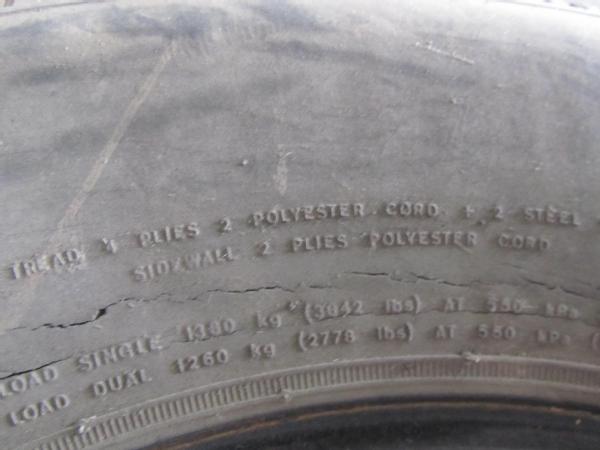 TREAD 4 PLIES 2 POLYESTER CORD + 2 STEEL
SIDEWALL 2 PLIES POLYESTER CORD
LOAD SINGLE 1380 kg (3042 lbs) AT 550 kPa
LOAD DUAL 1260 kg (2778 lbs) AT 550 kPa (